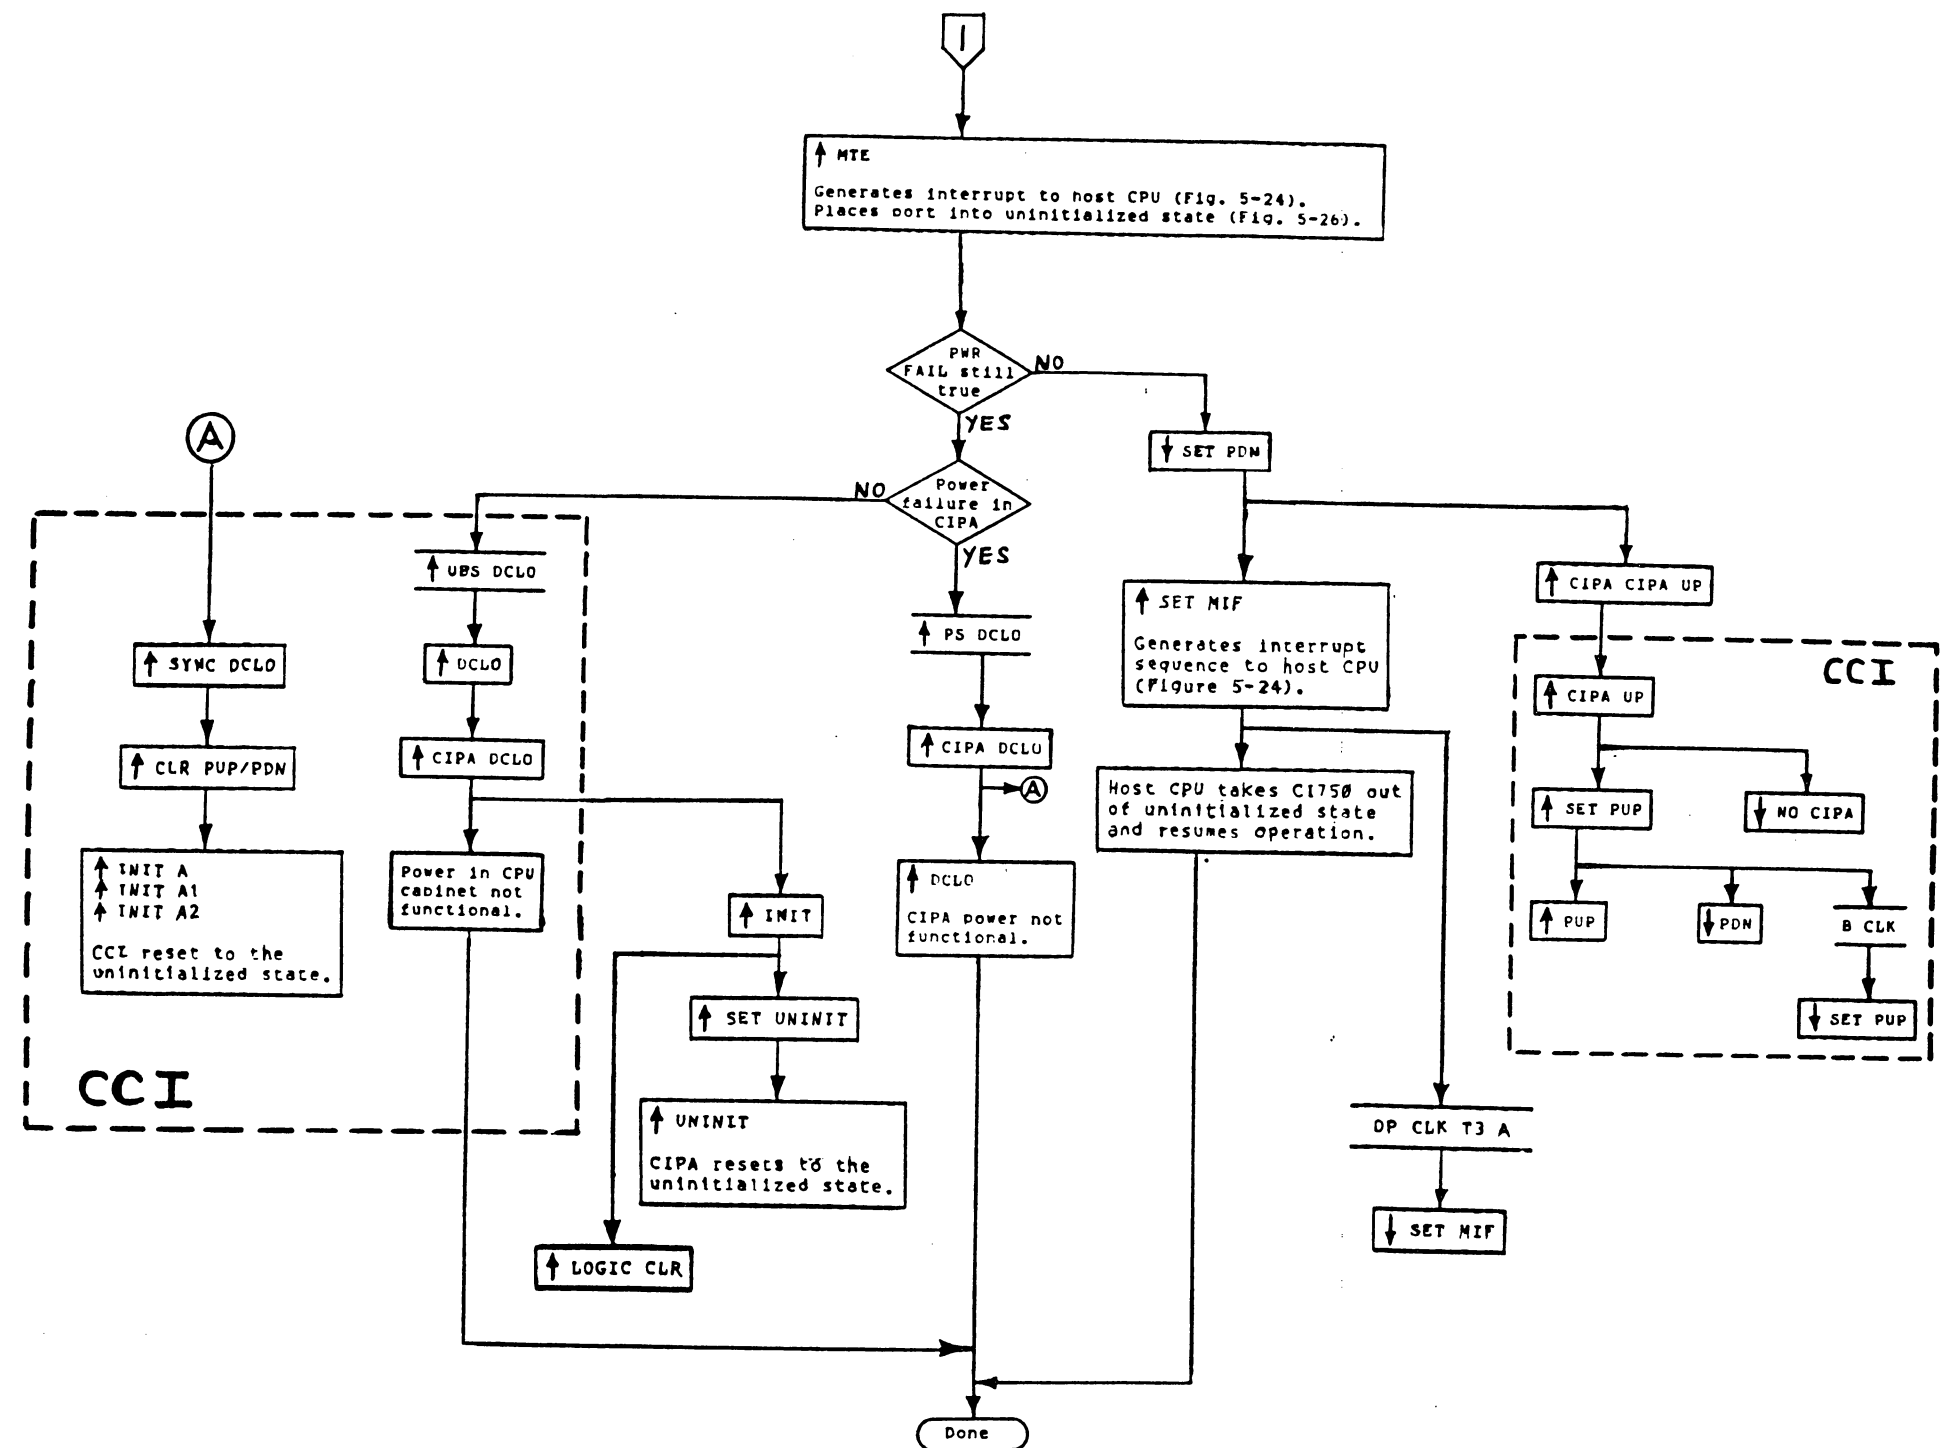 1
↑ MTE
Generates interrupt to host CPU (Fig. 5-24).
Places port into uninitialized state (Fig. 5-26).
PWR
FAIL still
true
NO
YES
Power
failure in
CIPA
NO
YES
A
↑ SYNC DCLO
↑ CLR PUP/PDN
↑ INIT A
↑ INIT A1
↑ INIT A2
CCI reset to the
uninitialized state.
CCI
↑ UBS DCLO
↑ DCLO
↑ CIPA DCLO
Power in CPU
cabinet not
functional.
↑ INIT
↑ SET UNINIT
↑ UNINIT
CIPA resets to the
uninitialized state.
↑ LOGIC CLR
↑ PS DCLO
↑ CIPA DCLO
A
↑ DCLO
CIPA power not
functional.
↓ SET PDN
↑ SET MIF
Generates interrupt
sequence to host CPU
(Figure 5-24).
Host CPU takes CI750 out
of uninitialized state
and resumes operation.
DP CLK T3 A
↓ SET MIF
↑ CIPA CIPA UP
CCI
↑ CIPA UP
↑ SET PUP
↓ NO CIPA
↑ PUP
↓ PDN
B CLK
↓ SET PUP
Done